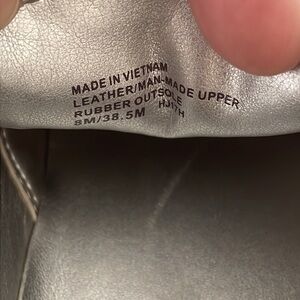 MADE IN VIETNAM
LEATHER/MAN-MADE UPPER
RUBBER OUTSOLE
8M/38.5M